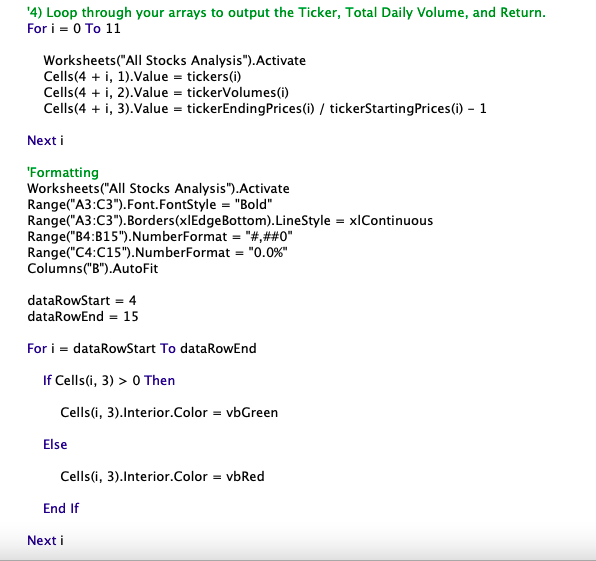 '4) Loop through your arrays to output the Ticker, Total Daily Volume, and Return.
For i = 0 To 11
Worksheets("All Stocks Analysis").Activate
Cells(4 + i, 1).Value = tickers(i)
Cells(4 + i, 2).Value = tickerVolumes(i)
Cells(4 + i, 3).Value = tickerEndingPrices(i) / tickerStartingPrices(i) - 1
Next i
'Formatting
Worksheets("All Stocks Analysis").Activate
Range("A3:C3").Font.FontStyle = "Bold"
Range("A3:C3").Borders(xlEdgeBottom).LineStyle = xlContinuous
Range("B4:B15").NumberFormat = "#,##0"
Range("C4:C15").NumberFormat = "0.0%"
Columns("B").AutoFit
dataRowStart = 4
dataRowEnd = 15
For i = dataRowStart To dataRowEnd
If Cells(i, 3) > 0 Then
Cells(i, 3).Interior.Color = vbGreen
Else
Cells(i, 3).Interior.Color = vbRed
End If
Next i